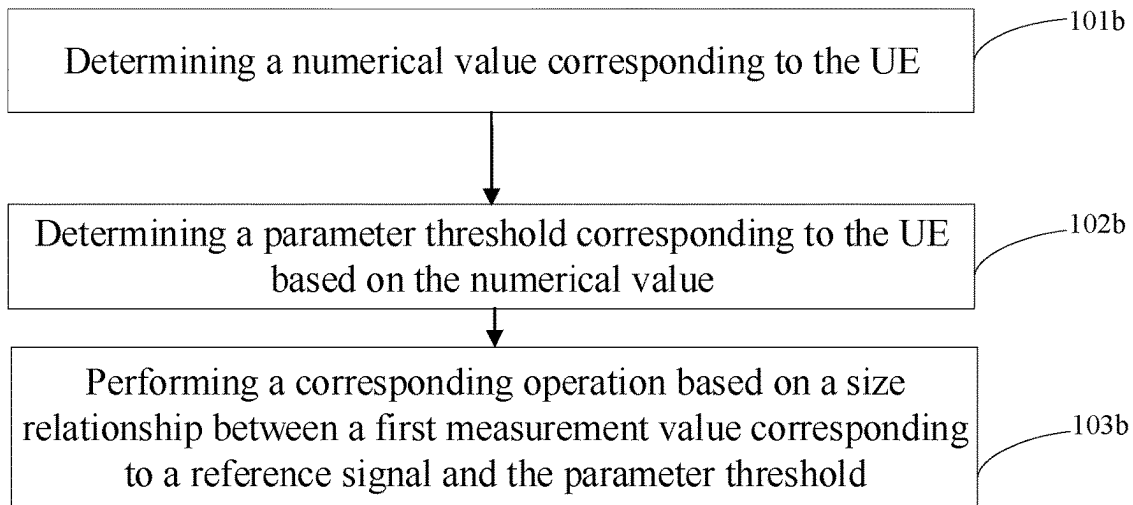 101b
Determining a numerical value corresponding to the UE
102b
Determining a parameter threshold corresponding to the UE
based on the numerical value
Performing a corresponding operation based on a size
relationship between a first measurement value corresponding
to a reference signal and the parameter threshold
103b